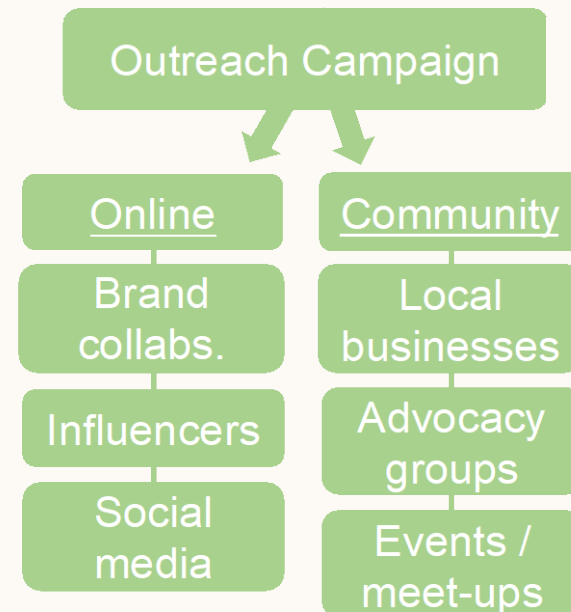 Outreach Campaign
Online
Brand
collabs.
Influencers
Social
media
Community
Local
businesses
Advocacy
groups
Events /
meet-ups